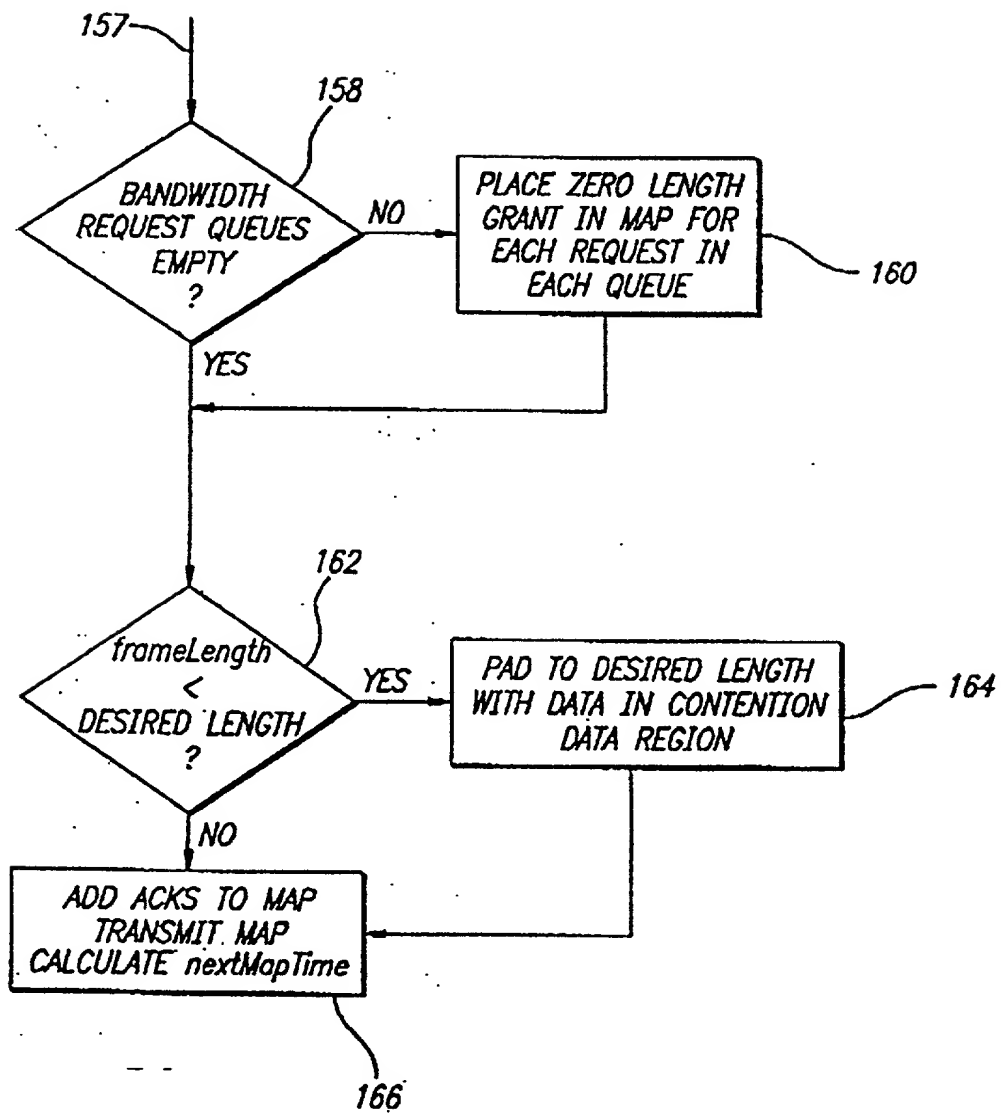 157
158
BANDWIDTH
REQUEST QUEUES
EMPTY
?
NO
PLACE ZERO LENGTH
GRANT IN MAP FOR
EACH REQUEST IN
EACH QUEUE
160
YES
162
frameLength
<
DESIRED LENGTH
?
YES
PAD TO DESIRED LENGTH
WITH DATA IN CONTENTION
DATA REGION
164
NO
ADD ACKS TO MAP
TRANSMIT MAP
CALCULATE nextMapTime
166